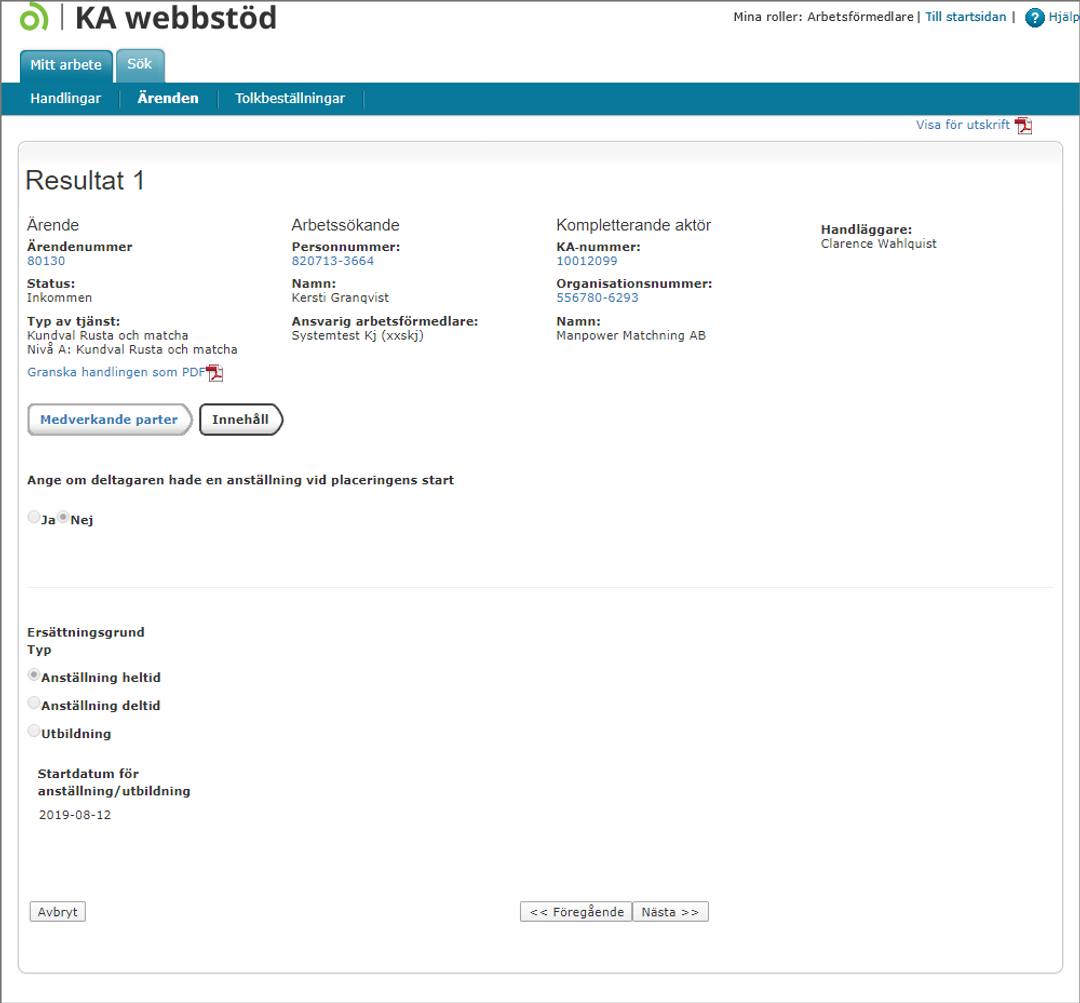 KA webbstöd
Mina roller: Arbetsförmedlare | Till startsidan | ? Hjälp
Mitt arbete
Sök
Handlingar
Ärenden
Tolkbeställningar
Visa för utskrift
Resultat 1
Ärende
Ärendenummer
80130
Status:
Inkommen
Typ av tjänst:
Kundval Rusta och matcha
Nivå A: Kundval Rusta och matcha
Granska handlingen som PDF
Arbetssökande
Personnummer:
820713-3664
Namn:
Kersti Granqvist
Ansvarig arbetsförmedlare:
Systemtest Kj (xxskj)
Kompletterande aktör
KA-nummer:
10012099
Organisationsnummer:
556780-6293
Namn:
Manpower Matchning AB
Handläggare:
Clarence Wahlquist
Medverkande parter
Innehåll
Ange om deltagaren hade en anställning vid placeringens start
Ja Nej
Ersättningsgrund
Typ
Anställning heltid
Anställning deltid
Utbildning
Startdatum för
anställning/utbildning
2019-08-12
Avbryt
<< Föregående
Nästa >>